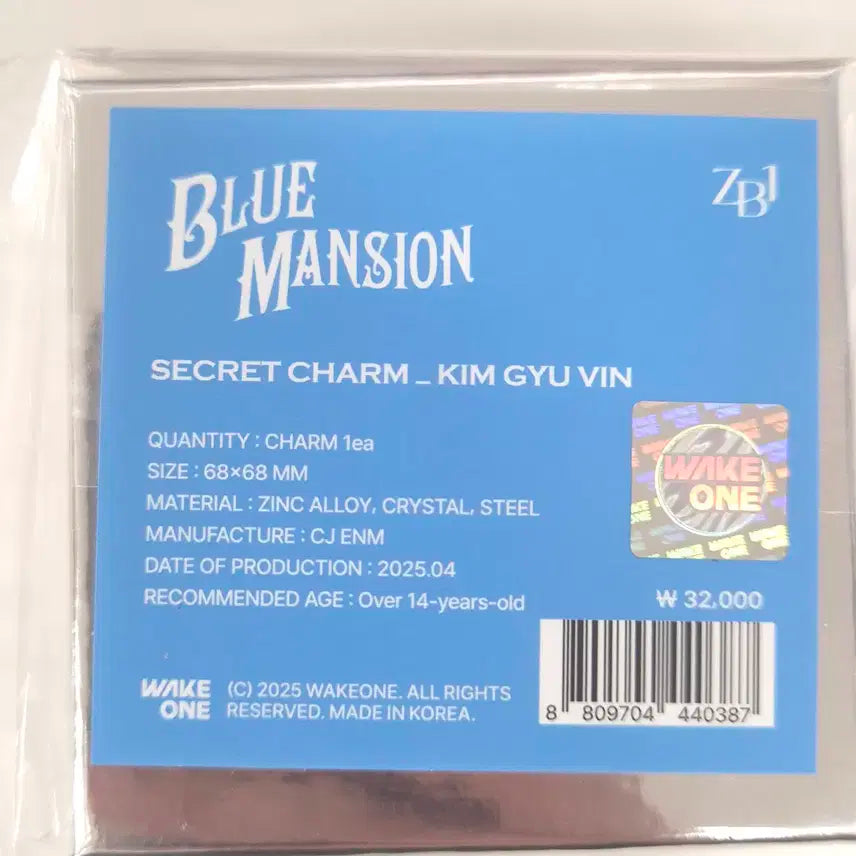 BLUE
MANSION
ZB1
SECRET CHARM _ KIM GYU VIN
QUANTITY : CHARM 1ea
SIZE : 68×68 MM
MATERIAL : ZINC ALLOY, CRYSTAL, STEEL
MANUFACTURE : CJ ENM
DATE OF PRODUCTION : 2025.04
RECOMMENDED AGE : Over 14-years-old
WAKE
ONE
₩ 32,000
WAKE
ONE
(C) 2025 WAKEONE. ALL RIGHTS
RESERVED. MADE IN KOREA.
8 809704 440387